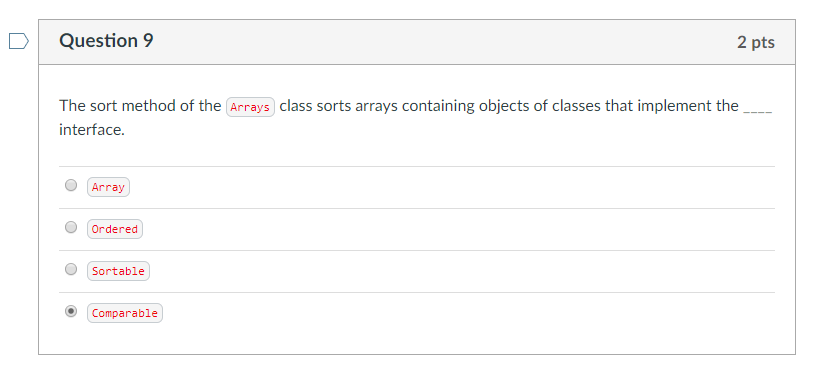 Question 9
2 pts
The sort method of the Arrays class sorts arrays containing objects of classes that implement the ____
interface.
Array
Ordered
Sortable
Comparable